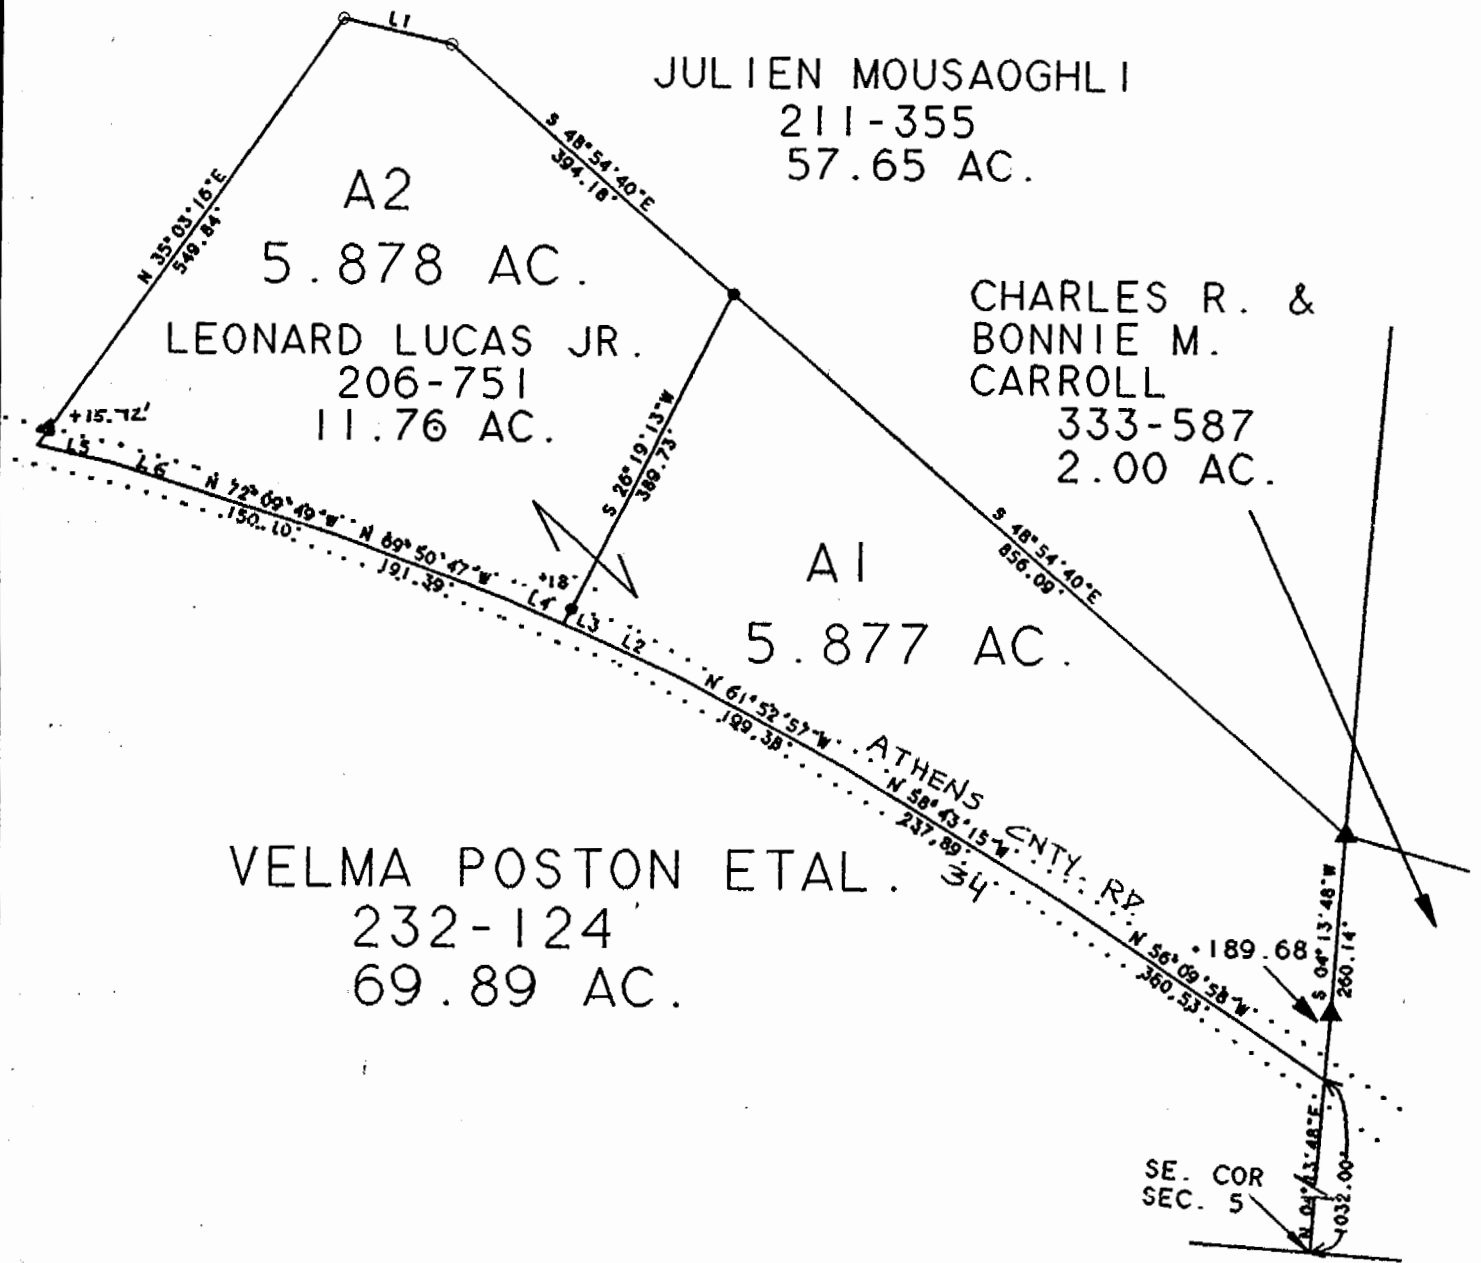 L1
JULIEN MOUSAOGHLI
211-355
57.65 AC.
S 48°54'40"E
394.18'
N 35°03'16"E
549.84'
A2
5.878 AC.
LEONARD LUCAS JR.
206-751
11.76 AC.
CHARLES R. &
BONNIE M.
CARROLL
333-587
2.00 AC.
S 26°19'13"W
389.73'
+15.72'
L5
L6
N 72°09'49"W
150.10'
N 69°50'47"W
191.39'
+18'
L4
L3
L2
S 48°54'40"E
856.09'
A1
5.877 AC.
N 61°52'57"W
199.38'
ATHENS CNTY. RD
34
N 58°43'15"W
237.89'
VELMA POSTON ETAL.
232-124
69.89 AC.
N 56°09'58"W
360.53'
+189.68
S 04°13'48"W
260.14'
SE. COR
SEC. 5
N 04°13'48"E
1032.00'